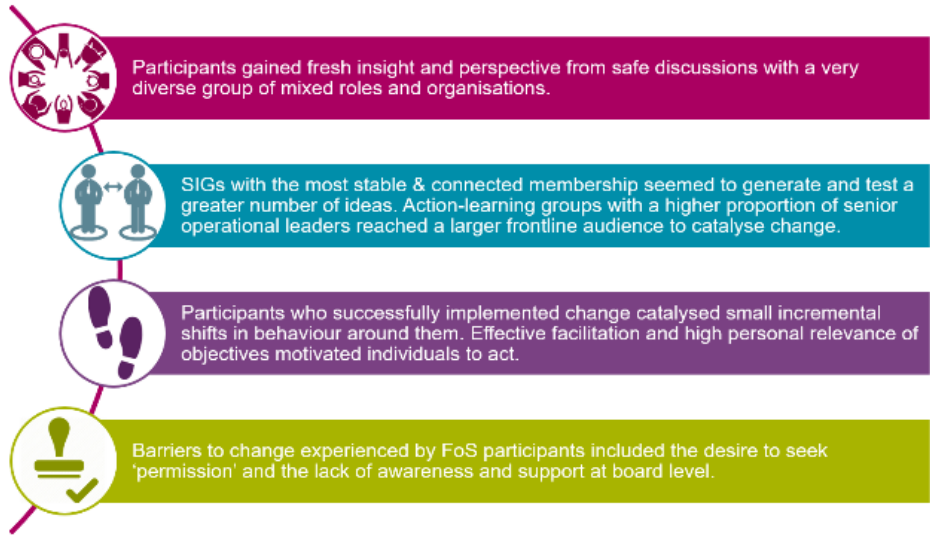 Participants gained fresh insight and perspective from safe discussions with a very
diverse group of mixed roles and organisations.
SIGs with the most stable & connected membership seemed to generate and test a
greater number of ideas. Action-learning groups with a higher proportion of senior
operational leaders reached a larger frontline audience to catalyse change.
Participants who successfully implemented change catalysed small incremental
shifts in behaviour around them. Effective facilitation and high personal relevance of
objectives motivated individuals to act.
Barriers to change experienced by FoS participants included the desire to seek
‘permission’ and the lack of awareness and support at board level.